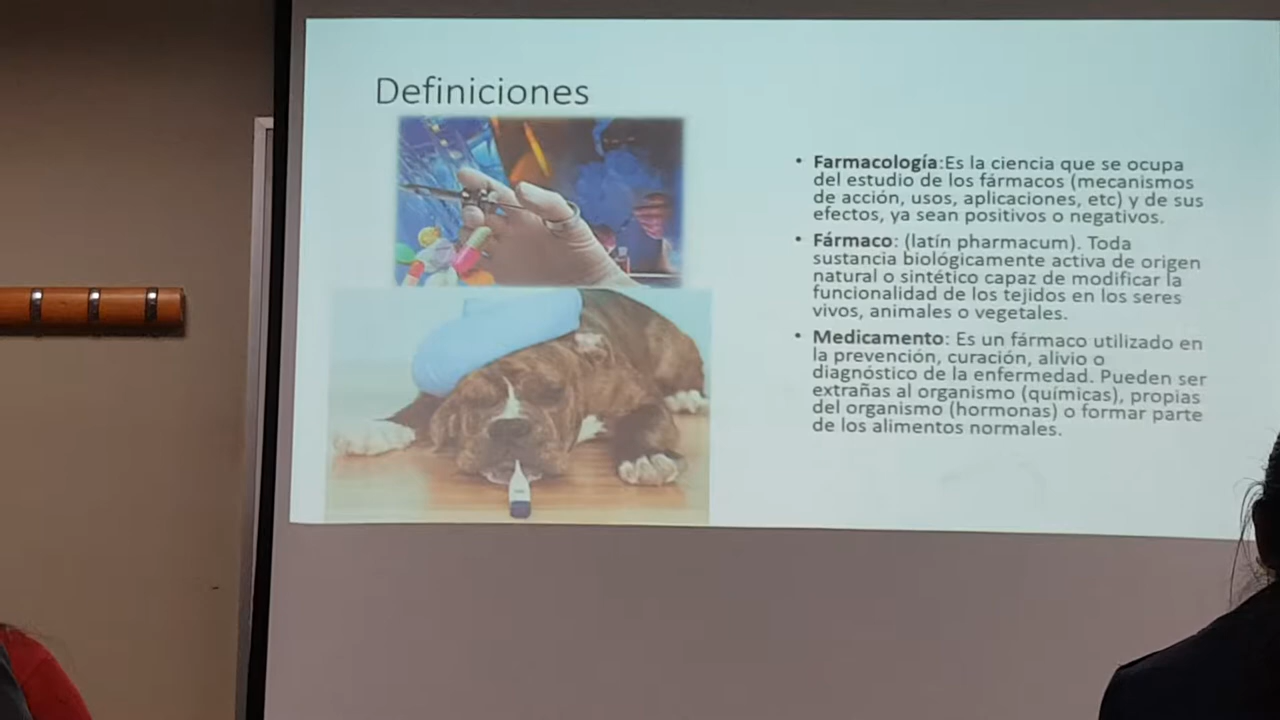 Definiciones
• Farmacología:Es la ciencia que se ocupa
del estudio de los fármacos (mecanismos
de acción, usos, aplicaciones, etc) y de sus
efectos, ya sean positivos o negativos.
• Fármaco: (latín pharmacum). Toda
sustancia biológicamente activa de origen
natural o sintético capaz de modificar la
funcionalidad de los tejidos en los seres
vivos, animales o vegetales.
• Medicamento: Es un fármaco utilizado en
la prevención, curación, alivio o
diagnóstico de la enfermedad. Pueden ser
extrañas al organismo (químicas), propias
del organismo (hormonas) o formar parte
de los alimentos normales.